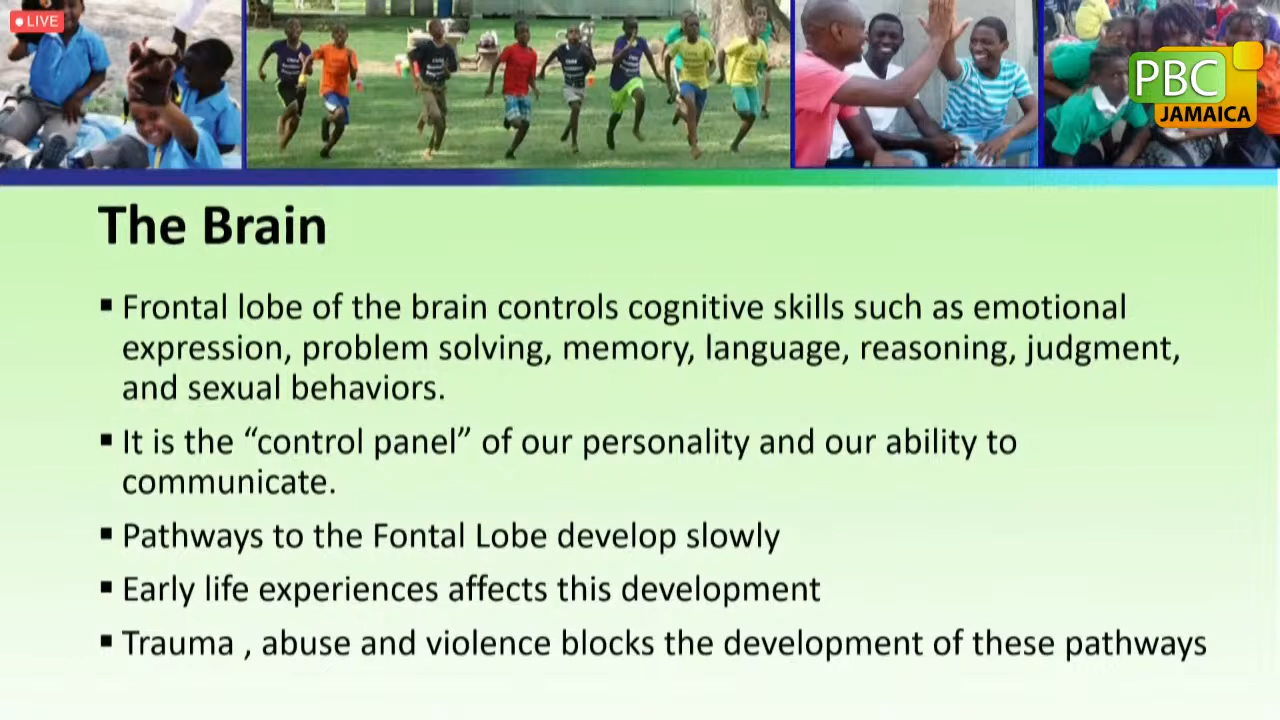 LIVE
PBC
JAMAICA
The Brain
▪ Frontal lobe of the brain controls cognitive skills such as emotional
expression, problem solving, memory, language, reasoning, judgment,
and sexual behaviors.
▪ It is the “control panel” of our personality and our ability to
communicate.
▪ Pathways to the Fontal Lobe develop slowly
▪ Early life experiences affects this development
▪ Trauma , abuse and violence blocks the development of these pathways